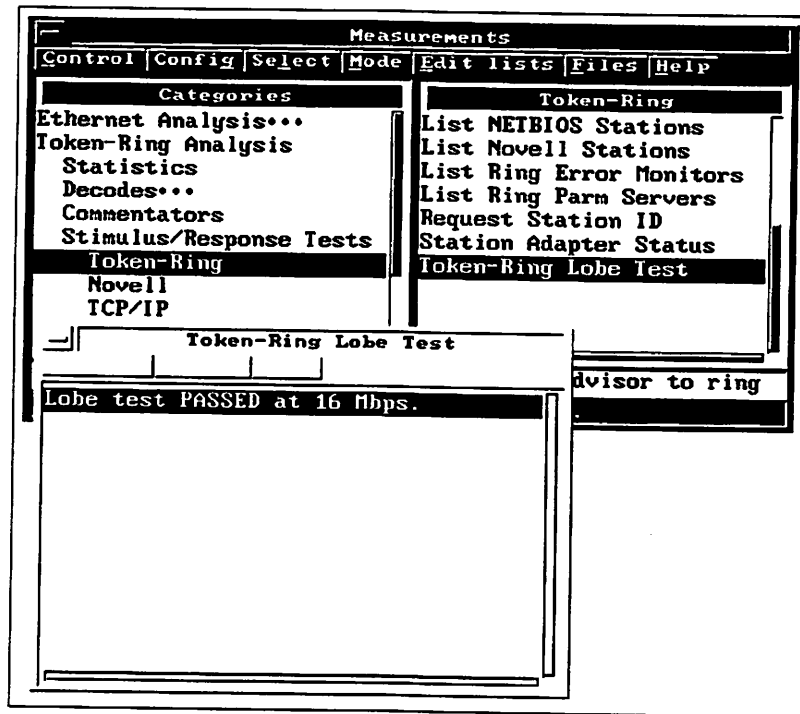 Measurements
Control Config Select Mode Edit lists Files Help
Categories
Ethernet Analysis•••
Token-Ring Analysis
Statistics
Decodes•••
Commentators
Stimulus/Response Tests
Token-Ring
Novell
TCP/IP
Token-Ring
List NETBIOS Stations
List Novell Stations
List Ring Error Monitors
List Ring Parm Servers
Request Station ID
Station Adapter Status
Token-Ring Lobe Test
dvisor to ring
.
Token-Ring Lobe Test
Lobe test PASSED at 16 Mbps.